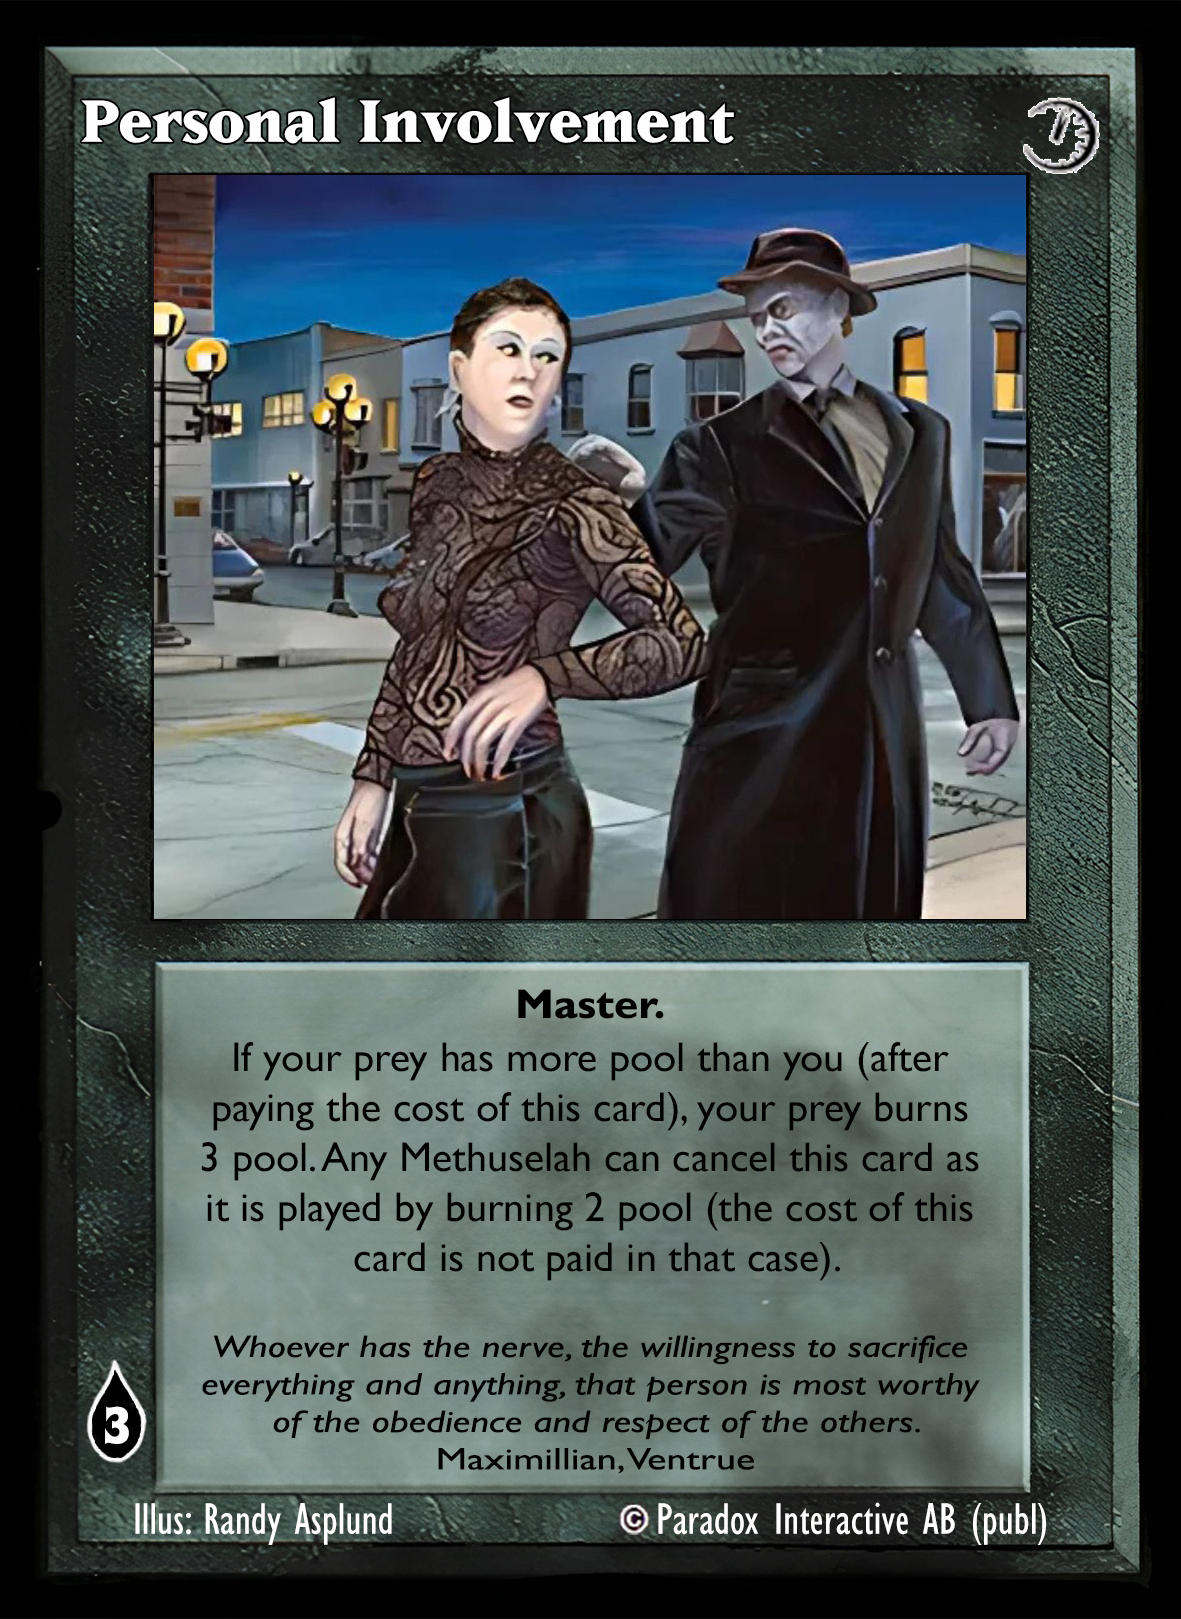 Personal Involvement
Master.
If your prey has more pool than you (after
paying the cost of this card), your prey burns
3 pool. Any Methuselah can cancel this card as
it is played by burning 2 pool (the cost of this
card is not paid in that case).
Whoever has the nerve, the willingness to sacrifice
everything and anything, that person is most worthy
of the obedience and respect of the others.
Maximillian, Ventrue
3
Illus: Randy Asplund © Paradox Interactive AB (publ)